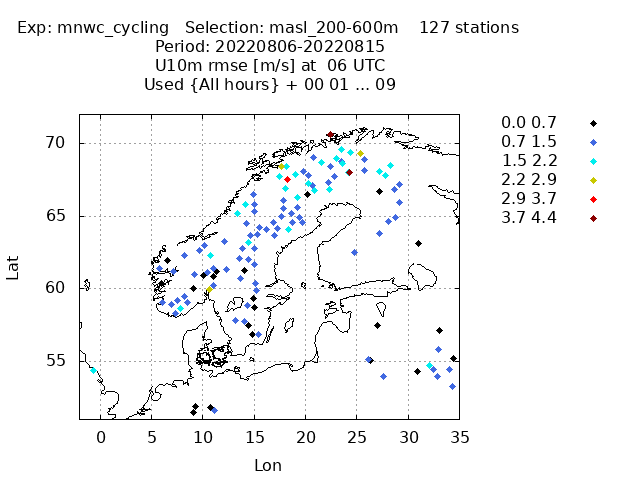 Exp: mnwc_cycling   Selection: masl_200-600m    127 stations
Period: 20220806-20220815
U10m rmse [m/s] at  06 UTC
Used {All hours} + 00 01 ... 09
0.0 0.7
0.7 1.5
1.5 2.2
2.2 2.9
2.9 3.7
3.7 4.4
70
65
60
55
Lat
0 5 10 15 20 25 30 35
Lon